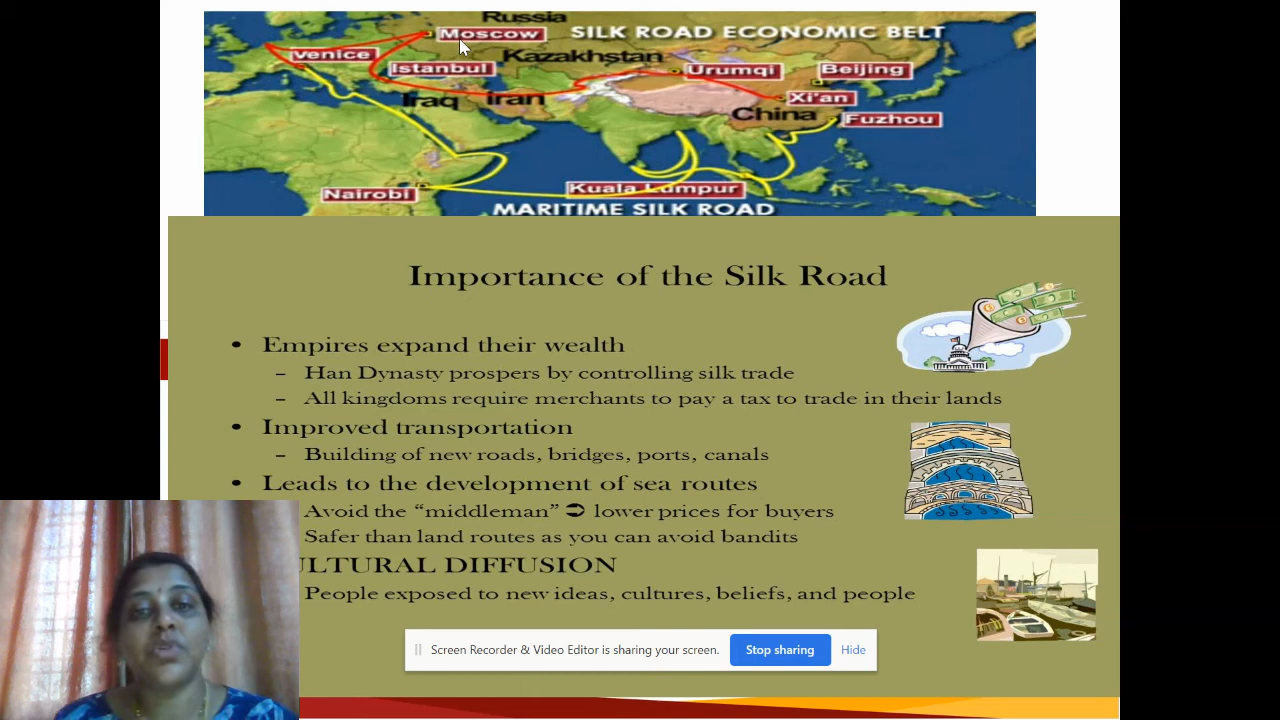 Russia
Moscow
SILK ROAD ECONOMIC BELT
Venice
Kazakhstan
Istanbul
Urumqi
Beijing
Iraq
Iran
Xi'an
China
Fuzhou
Nairobi
Kuala Lumpur
MARITIME SILK ROAD
Importance of the Silk Road
• Empires expand their wealth
– Han Dynasty prospers by controlling silk trade
– All kingdoms require merchants to pay a tax to trade in their lands
• Improved transportation
– Building of new roads, bridges, ports, canals
• Leads to the development of sea routes
Avoid the “middleman” ➲ lower prices for buyers
Safer than land routes as you can avoid bandits
ULTURAL DIFFUSION
People exposed to new ideas, cultures, beliefs, and people
Screen Recorder & Video Editor is sharing your screen.
Stop sharing
Hide